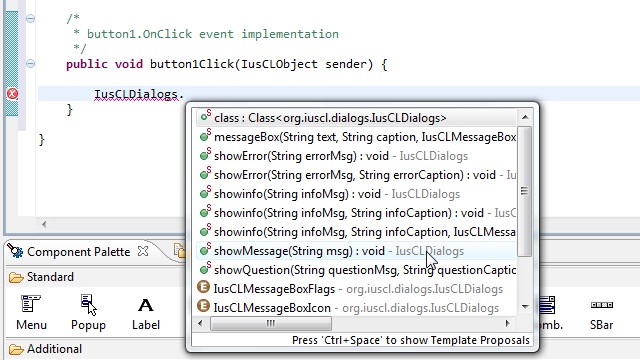 /*
* button1.OnClick event implementation
*/
public void button1Click(IusCLObject sender) {
IusCLDialogs.
}
}
class : Class<org.iuscl.dialogs.IusCLDialogs>
messageBox(String text, String caption, IusCLMessageBox
showError(String errorMsg) : void - IusCLDialogs
showError(String errorMsg, String errorCaption) : void - Ius
showinfo(String infoMsg) : void - IusCLDialogs
showinfo(String infoMsg, String infoCaption) : void - IusC
showinfo(String infoMsg, String infoCaption, IusCLMessa
showMessage(String msg) : void - IusCLDialogs
showQuestion(String questionMsg, String questionCaptic
IusCLMessageBoxFlags - org.iuscl.dialogs.IusCLDialogs
IusCLMessageBoxIcon - org.iuscl.dialogs.IusCLDialogs
Press 'Ctrl+Space' to show Template Proposals
Component Palette
Standard
Menu Popup Label omb. SBar
Additional